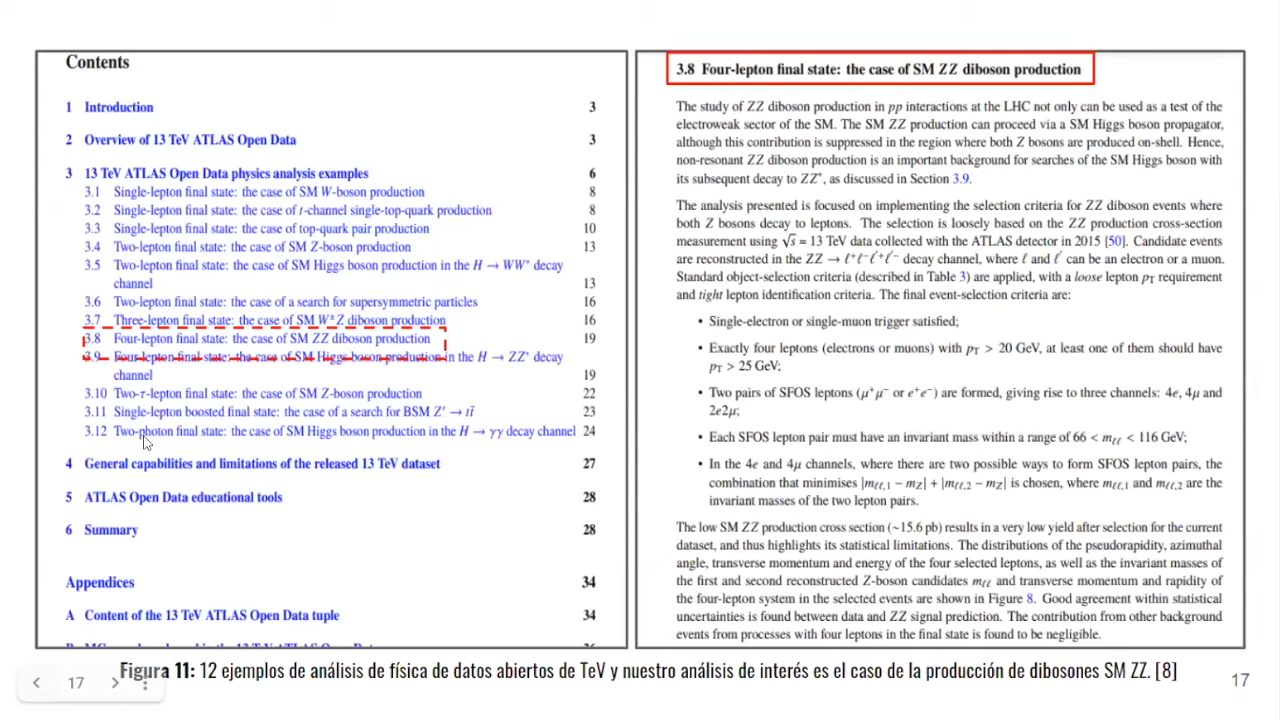 Contents
1 Introduction 3
2 Overview of 13 TeV ATLAS Open Data 3
3 13 TeV ATLAS Open Data physics analysis examples 6
3.1 Single-lepton final state: the case of SM W-boson production 8
3.2 Single-lepton final state: the case of t-channel single-top-quark production 8
3.3 Single-lepton final state: the case of top-quark pair production 10
3.4 Two-lepton final state: the case of SM Z-boson production 13
3.5 Two-lepton final state: the case of SM Higgs boson production in the H → WW* decay
channel 13
3.6 Two-lepton final state: the case of a search for supersymmetric particles 16
3.7 Three-lepton final state: the case of SM W±Z diboson production 16
3.8 Four-lepton final state: the case of SM ZZ diboson production 19
3.9 Four-lepton final state: the case of SM Higgs boson production in the H → ZZ* decay
channel 19
3.10 Two-τ-lepton final state: the case of SM Z-boson production 22
3.11 Single-lepton boosted final state: the case of a search for BSM Z′ → tt̄ 23
3.12 Two-photon final state: the case of SM Higgs boson production in the H → γγ decay channel 24
4 General capabilities and limitations of the released 13 TeV dataset 27
5 ATLAS Open Data educational tools 28
6 Summary 28
Appendices 34
A Content of the 13 TeV ATLAS Open Data tuple 34
3.8 Four-lepton final state: the case of SM ZZ diboson production
The study of ZZ diboson production in pp interactions at the LHC not only can be used as a test of the
electroweak sector of the SM. The SM ZZ production can proceed via a SM Higgs boson propagator,
although this contribution is suppressed in the region where both Z bosons are produced on-shell. Hence,
non-resonant ZZ diboson production is an important background for searches of the SM Higgs boson with
its subsequent decay to ZZ*, as discussed in Section 3.9.
The analysis presented is focused on implementing the selection criteria for ZZ diboson events where
both Z bosons decay to leptons. The selection is loosely based on the ZZ production cross-section
measurement using √s = 13 TeV data collected with the ATLAS detector in 2015 [50]. Candidate events
are reconstructed in the ZZ → ℓ+ℓ−ℓ′+ℓ′− decay channel, where ℓ and ℓ′ can be an electron or a muon.
Standard object-selection criteria (described in Table 3) are applied, with a loose lepton pT requirement
and tight lepton identification criteria. The final event-selection criteria are:
• Single-electron or single-muon trigger satisfied;
• Exactly four leptons (electrons or muons) with pT > 20 GeV, at least one of them should have
pT > 25 GeV;
• Two pairs of SFOS leptons (μ+μ− or e+e−) are formed, giving rise to three channels: 4e, 4μ and
2e2μ;
• Each SFOS lepton pair must have an invariant mass within a range of 66 < mℓℓ < 116 GeV;
• In the 4e and 4μ channels, where there are two possible ways to form SFOS lepton pairs, the
combination that minimises |mℓℓ,1 − mZ| + |mℓℓ,2 − mZ| is chosen, where mℓℓ,1 and mℓℓ,2 are the
invariant masses of the two lepton pairs.
The low SM ZZ production cross section (~15.6 pb) results in a very low yield after selection for the current
dataset, and thus highlights its statistical limitations. The distributions of the pseudorapidity, azimuthal
angle, transverse momentum and energy of the four selected leptons, as well as the invariant masses of
the first and second reconstructed Z-boson candidates mℓℓ and transverse momentum and rapidity of
the four-lepton system in the selected events are shown in Figure 8. Good agreement within statistical
uncertainties is found between data and ZZ signal prediction. The contribution from other background
events from processes with four leptons in the final state is found to be negligible.
Figura 11: 12 ejemplos de análisis de física de datos abiertos de TeV y nuestro análisis de interés es el caso de la producción de dibosones SM ZZ. [8]
17
17